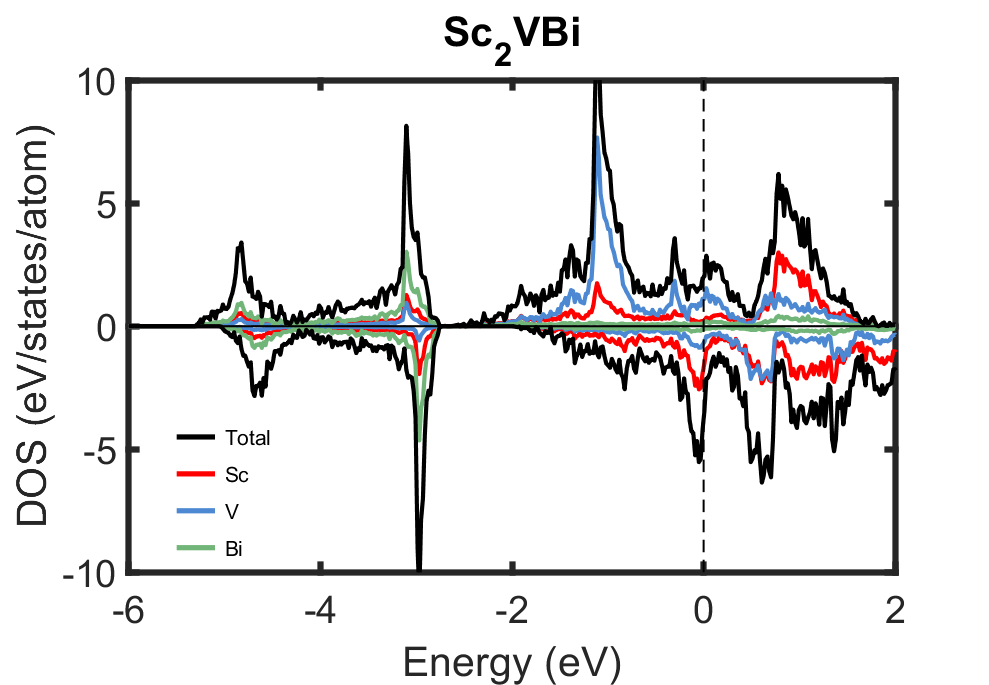 Sc₂VBi
DOS (eV/states/atom)
10
5
0
-5
-10
Total
Sc
V
Bi
-6 -4 -2 0 2
Energy (eV)